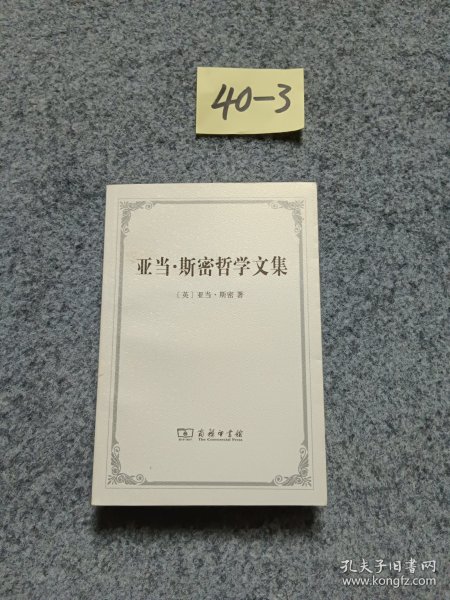 40-3
亚当·斯密哲学文集
〔英〕亚当·斯密 著
商务印书馆
The Commercial Press
孔夫子旧书网
www.kongfz.com